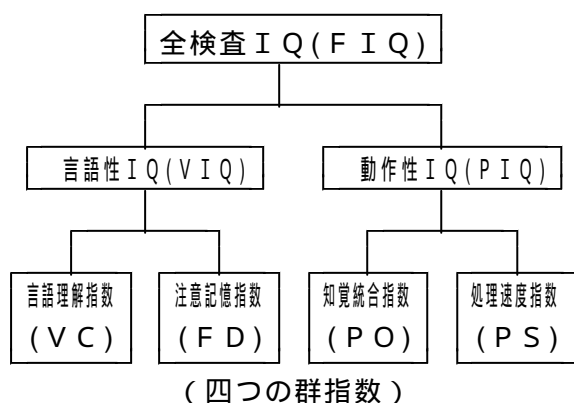 全検査ＩＱ(ＦＩＱ)
言語性ＩＱ(ＶＩＱ)
動作性ＩＱ(ＰＩＱ)
言語理解指数
(ＶＣ)
注意記憶指数
(ＦＤ)
知覚統合指数
(ＰＯ)
処理速度指数
(ＰＳ)
(四つの群指数)